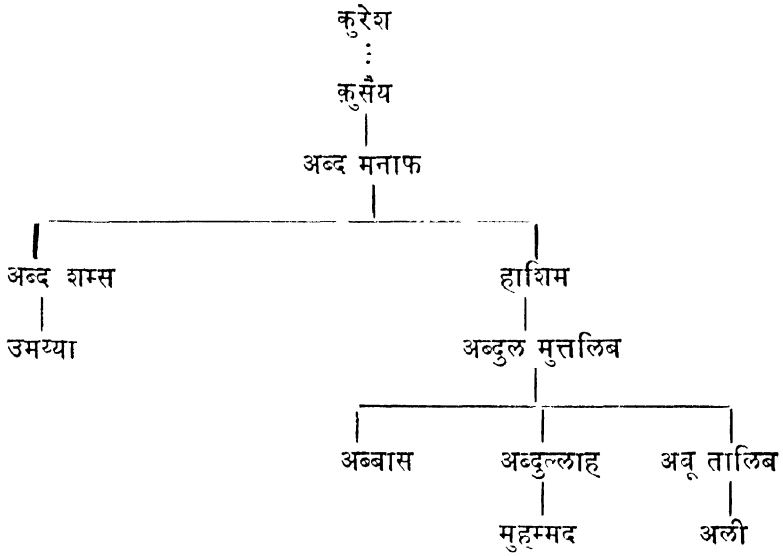 कुरेश
क़ुसैय
अब्द मनाफ
अब्द शम्स हाशिम
उमय्या अब्दुल मुत्तलिब
अब्बास अब्दुल्लाह अबू तालिब
मुहम्मद अली